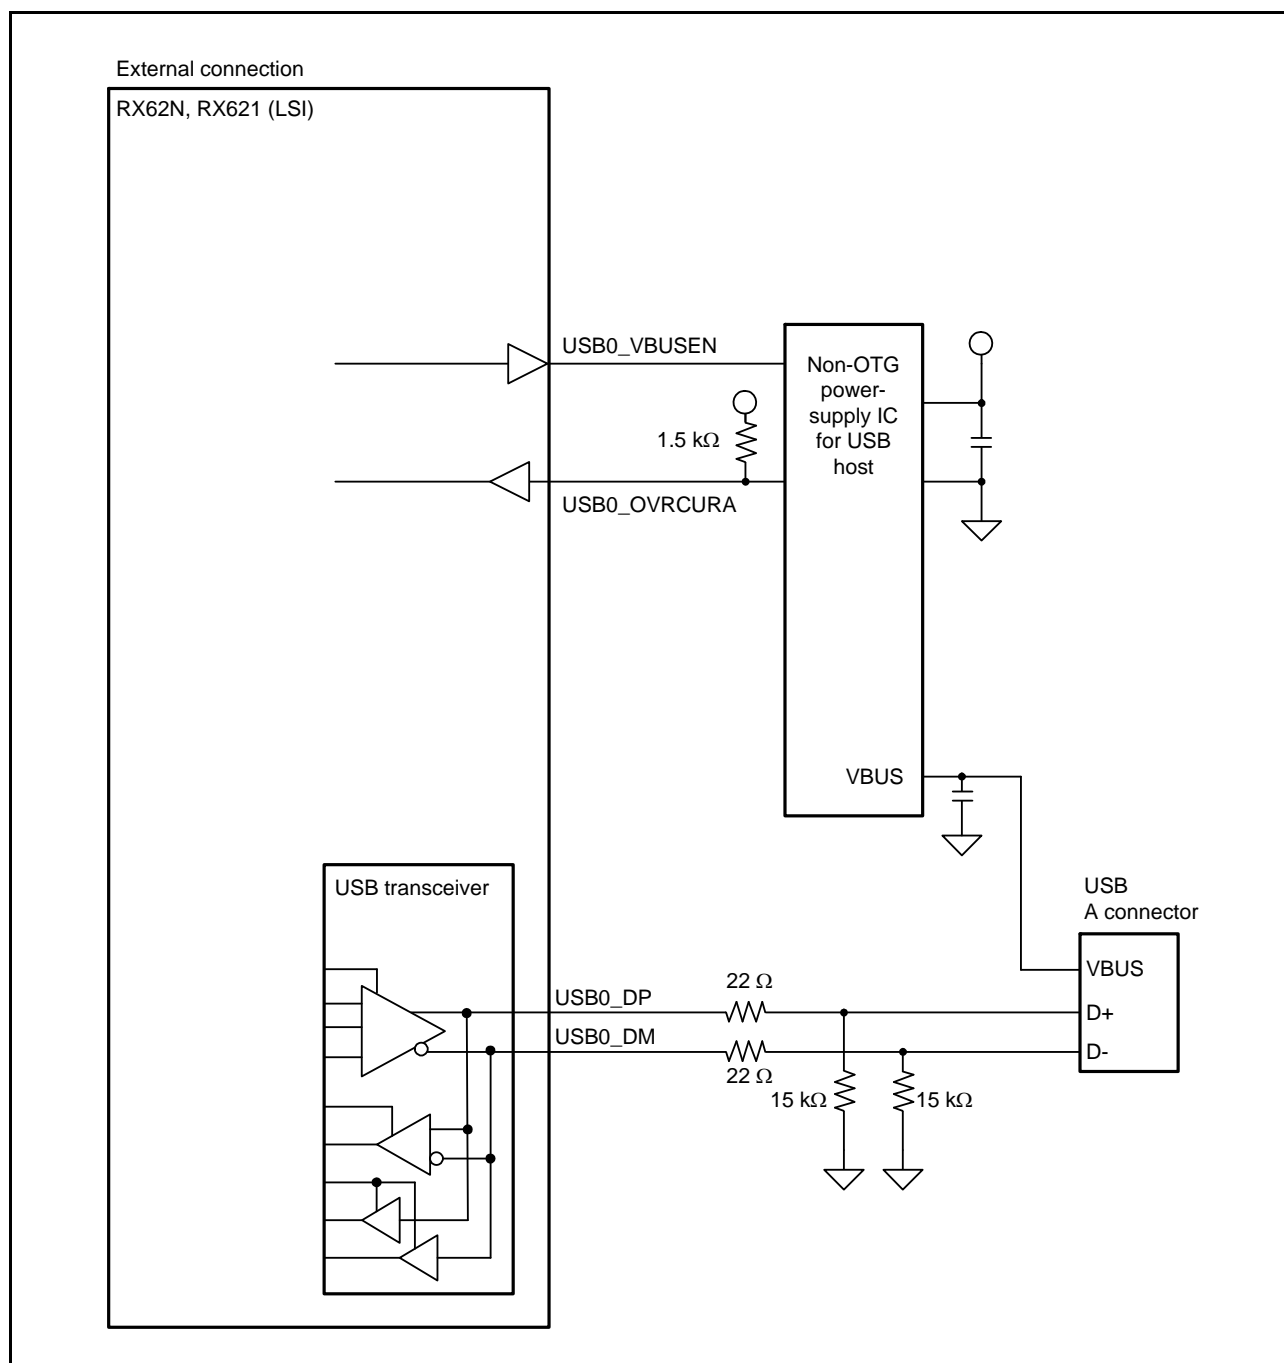 External connection
RX62N, RX621 (LSI)
USB0_VBUSEN
Non-OTG
power-
supply IC
for USB
host
1.5 kΩ
USB0_OVRCURA
VBUS
USB transceiver
USB
A connector
VBUS
22 Ω
USB0_DP
D+
USB0_DM
D-
22 Ω
15 kΩ
15 kΩ